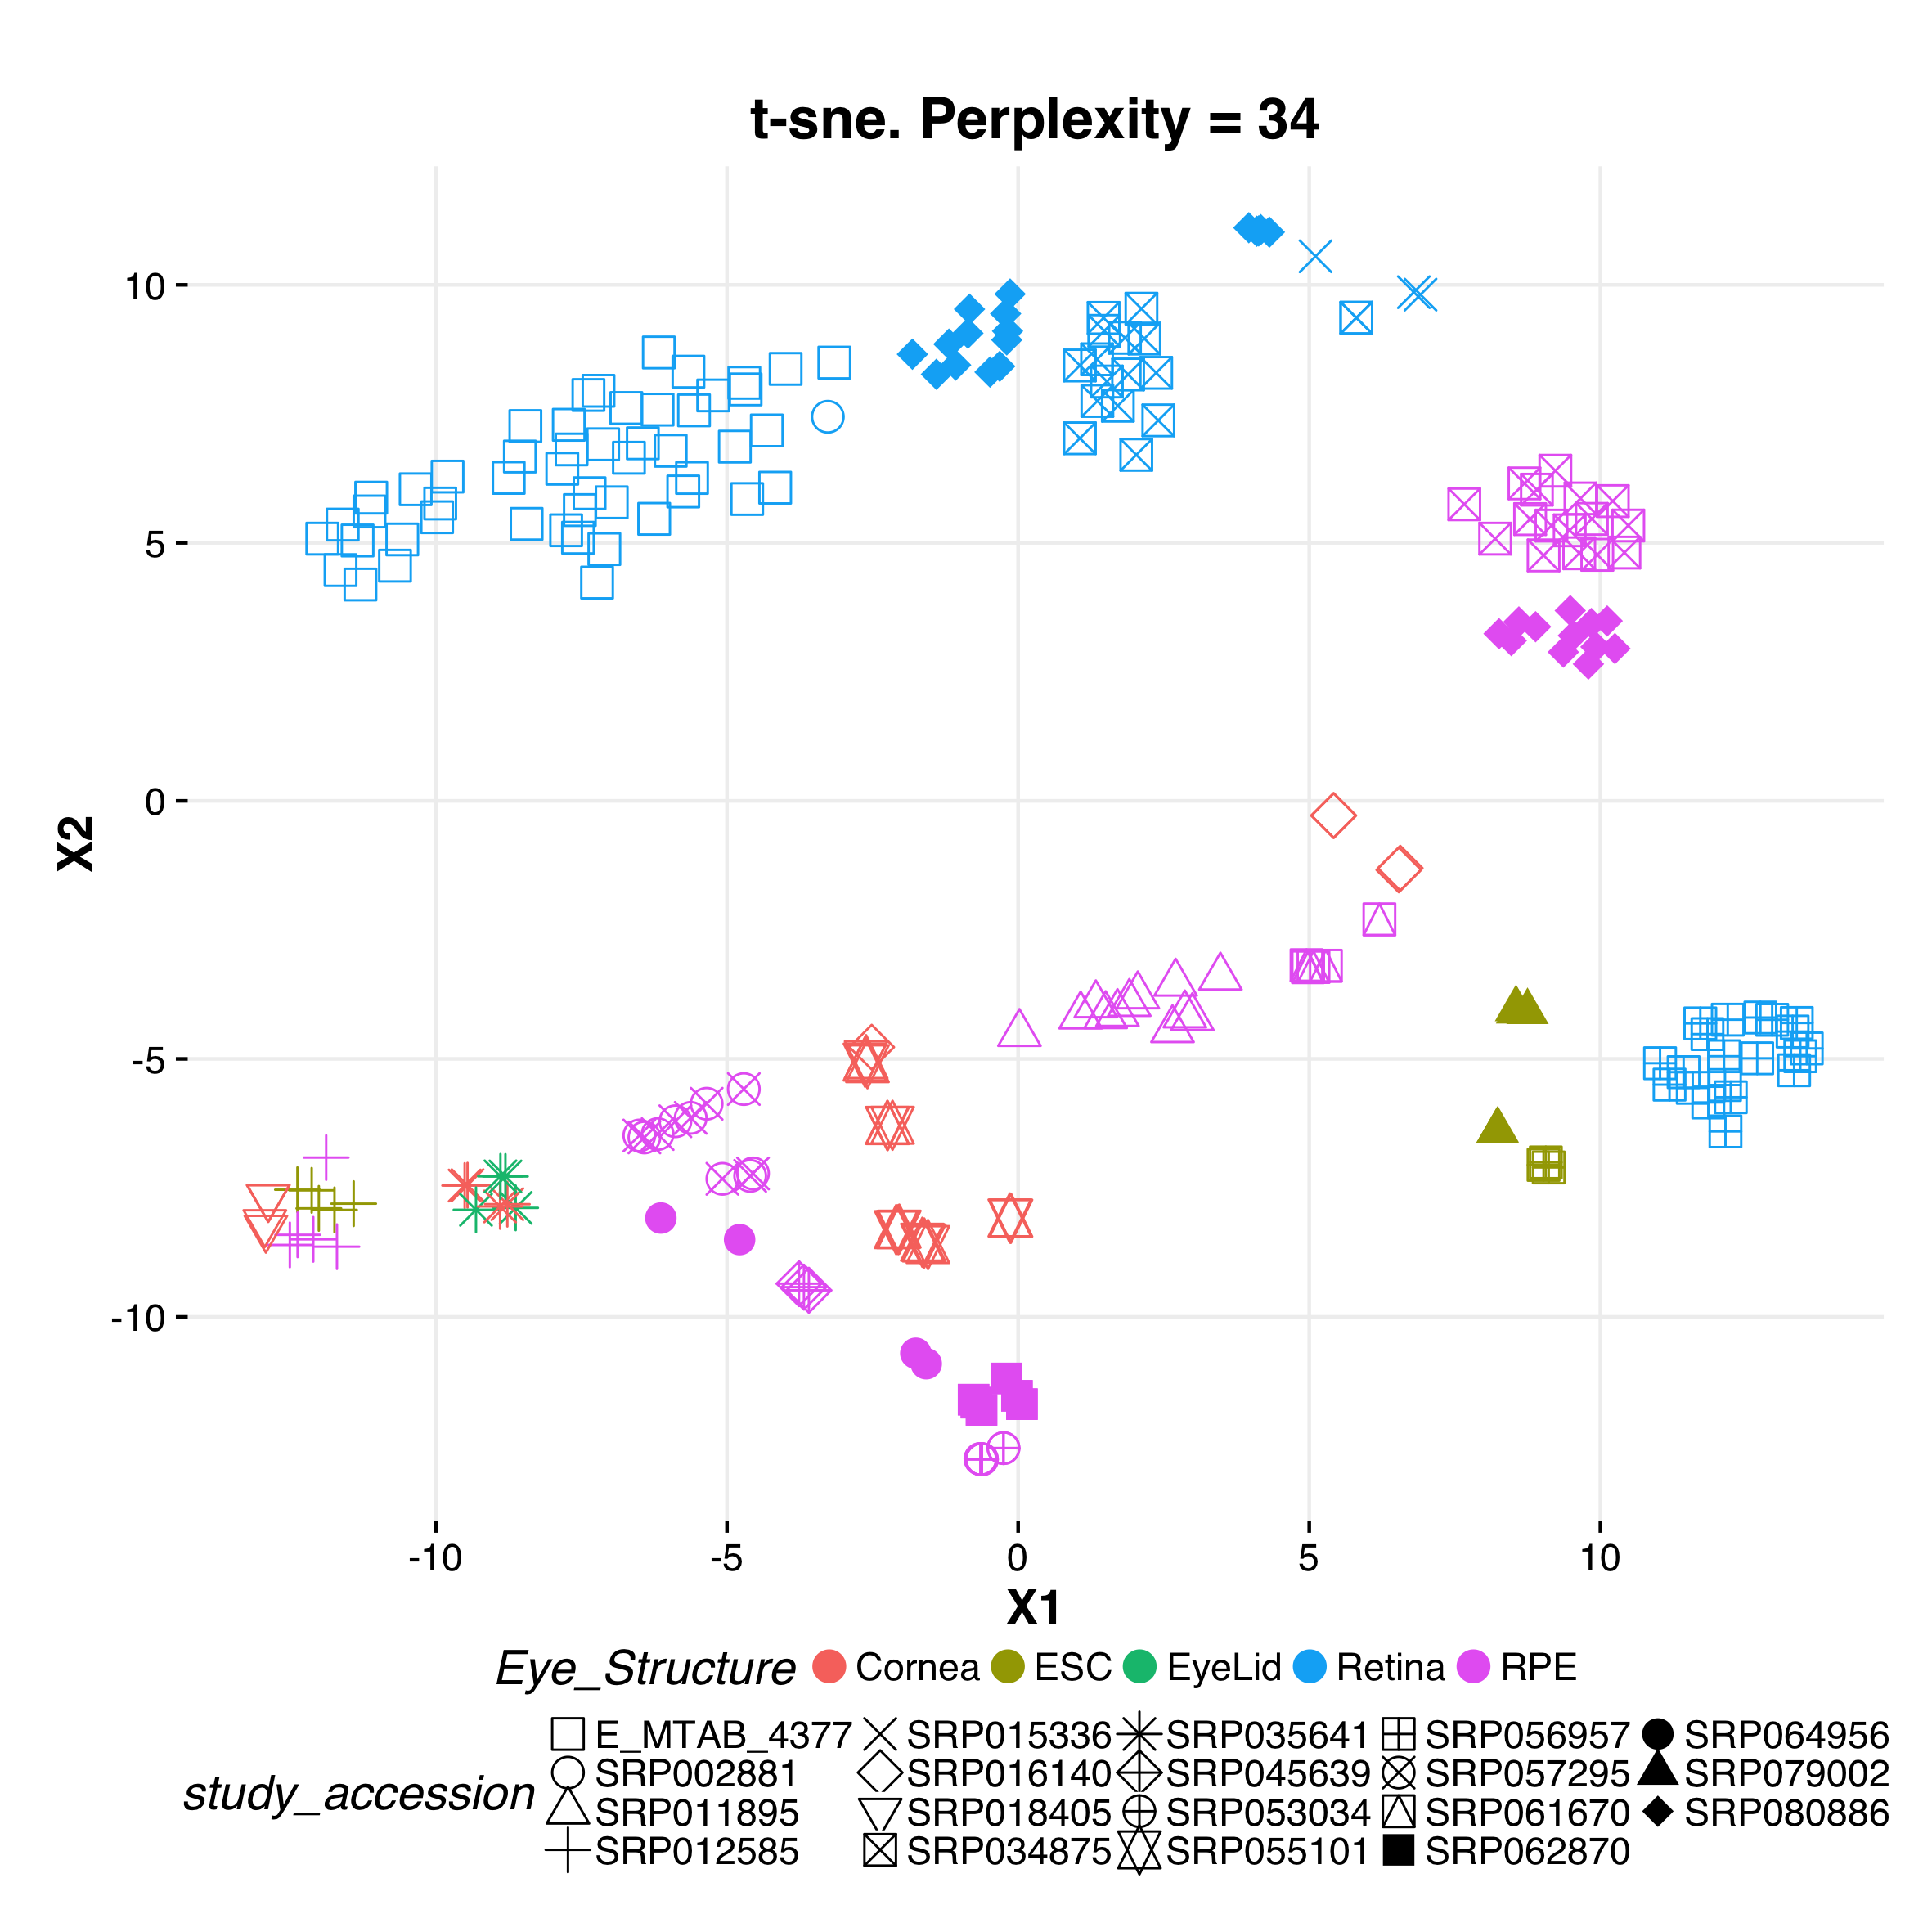 t-sne. Perplexity = 34
10
5
0
-5
-10
X2
-10 -5 0 5 10
X1
Eye_Structure Cornea ESC EyeLid Retina RPE
study_accession
E_MTAB_4377 SRP015336 SRP035641 SRP056957 SRP064956
SRP002881 SRP016140 SRP045639 SRP057295 SRP079002
SRP011895 SRP018405 SRP053034 SRP061670 SRP080886
SRP012585 SRP034875 SRP055101 SRP062870